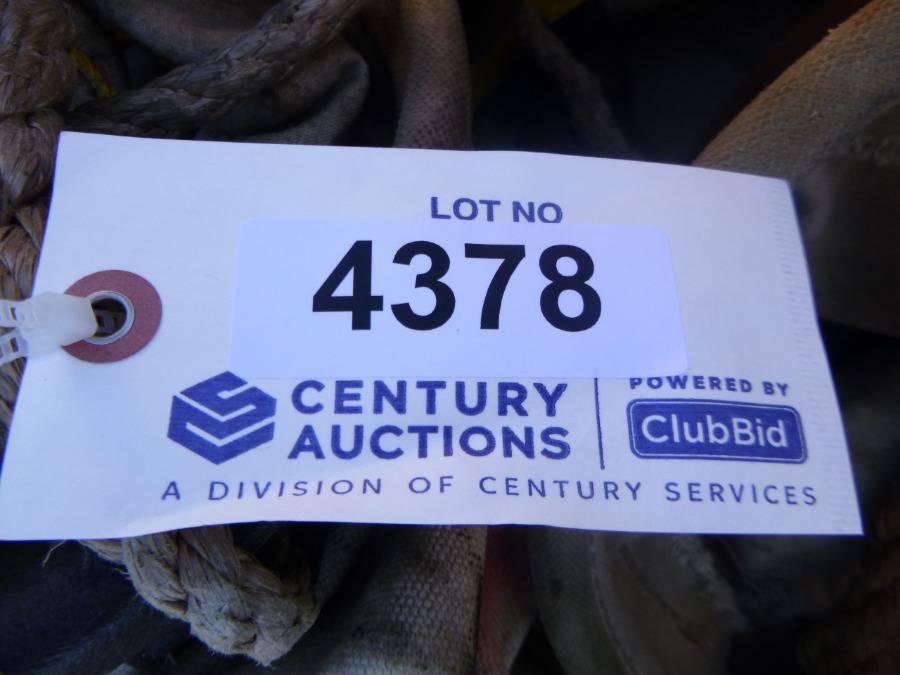 LOT NO
4378
CENTURY
AUCTIONS
POWERED BY
ClubBid
A DIVISION OF CENTURY SERVICES